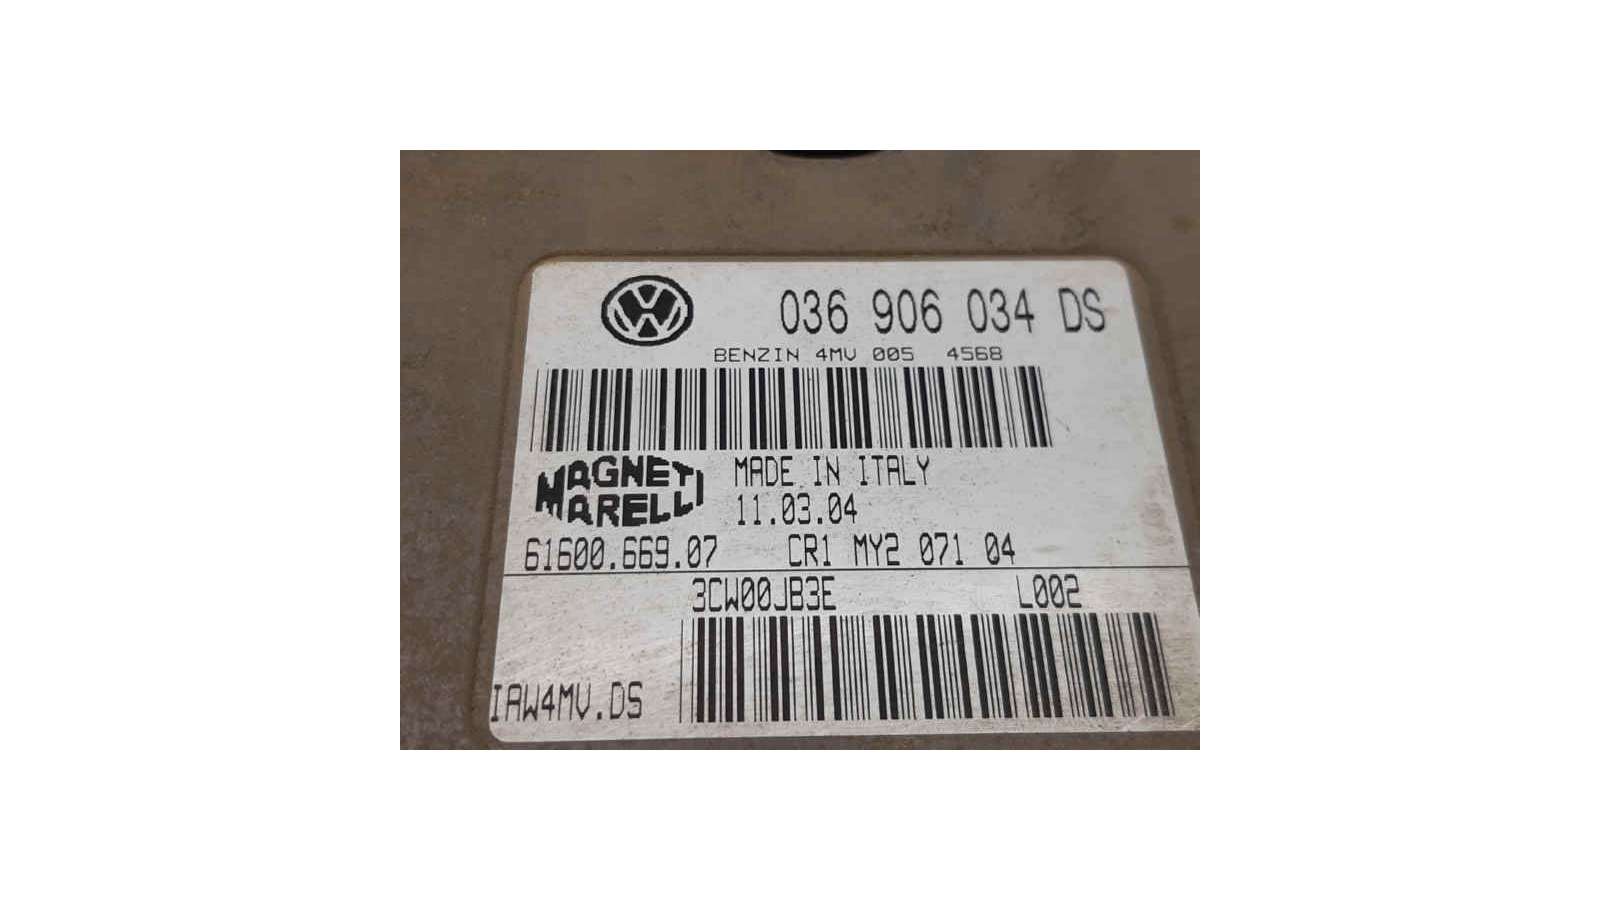 036 906 034 DS
BENZIN 4MV 005 4568
MAGNETI MARELLI
MADE IN ITALY
11.03.04
61600.669.07 CR1 MY2 071 04
3CW00JB3E L002
IAW4MV.DS